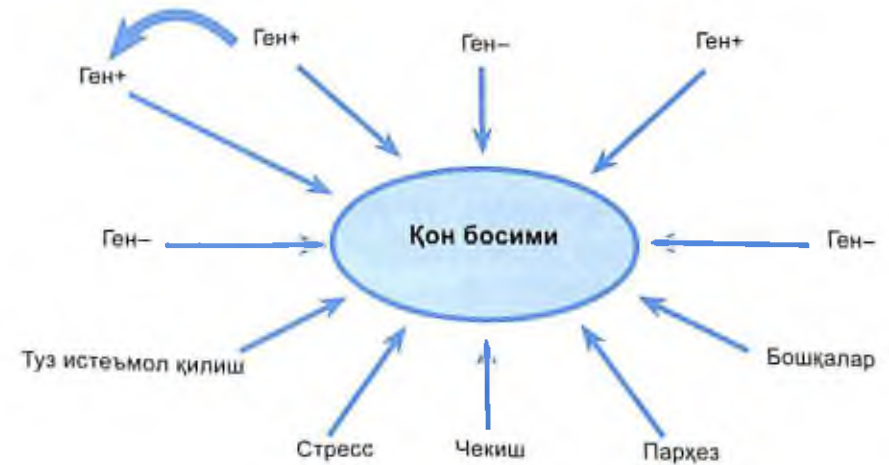 Ген+
Ген–
Ген+
Ген+
Ген–
Қон босими
Ген–
Туз истеъмол қилиш
Бошқалар
Стресс
Чекиш
Парҳез